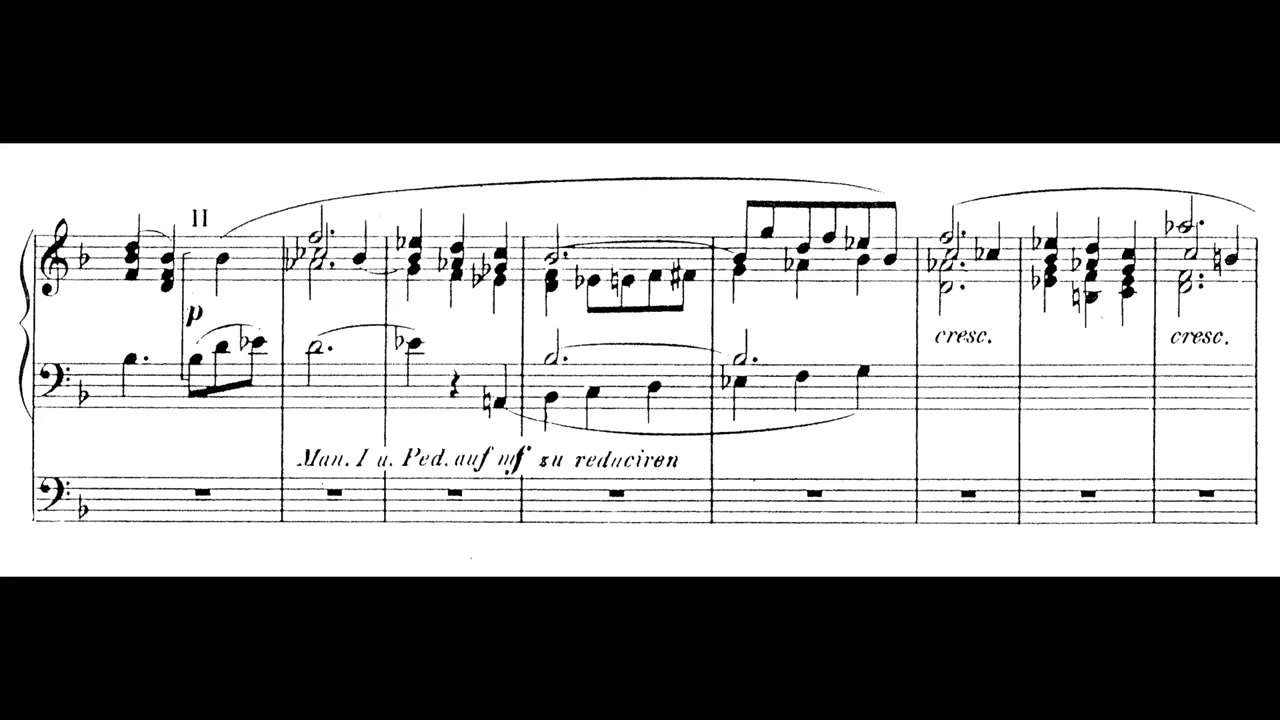 II
p
cresc.
cresc.
Man. I u. Ped. auf mf zu reduciren